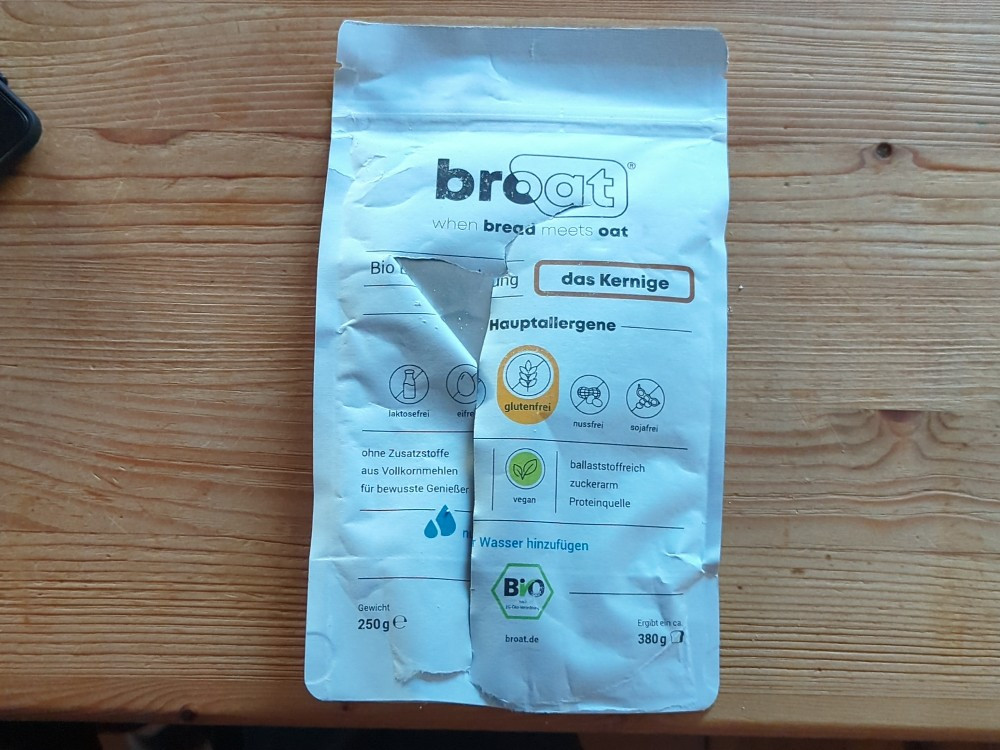 broat®
when bread meets oat
Bio
ung
das Kernige
Hauptallergene
laktosefrei
eifre
glutenfrei
nussfrei
sojafrei
ohne Zusatzstoffe
aus Vollkornmehlen
für bewusste Genießer
vegan
ballaststoffreich
zuckerarm
Proteinquelle
Wasser hinzufügen
Bio
Gewicht
250g e
broat.de
Ergibt ein ca.
380g